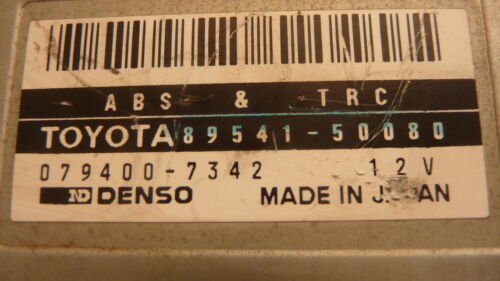 ABS & TRC
TOYOTA 89541-50080
079400-7342 12V
ND DENSO MADE IN JAPAN